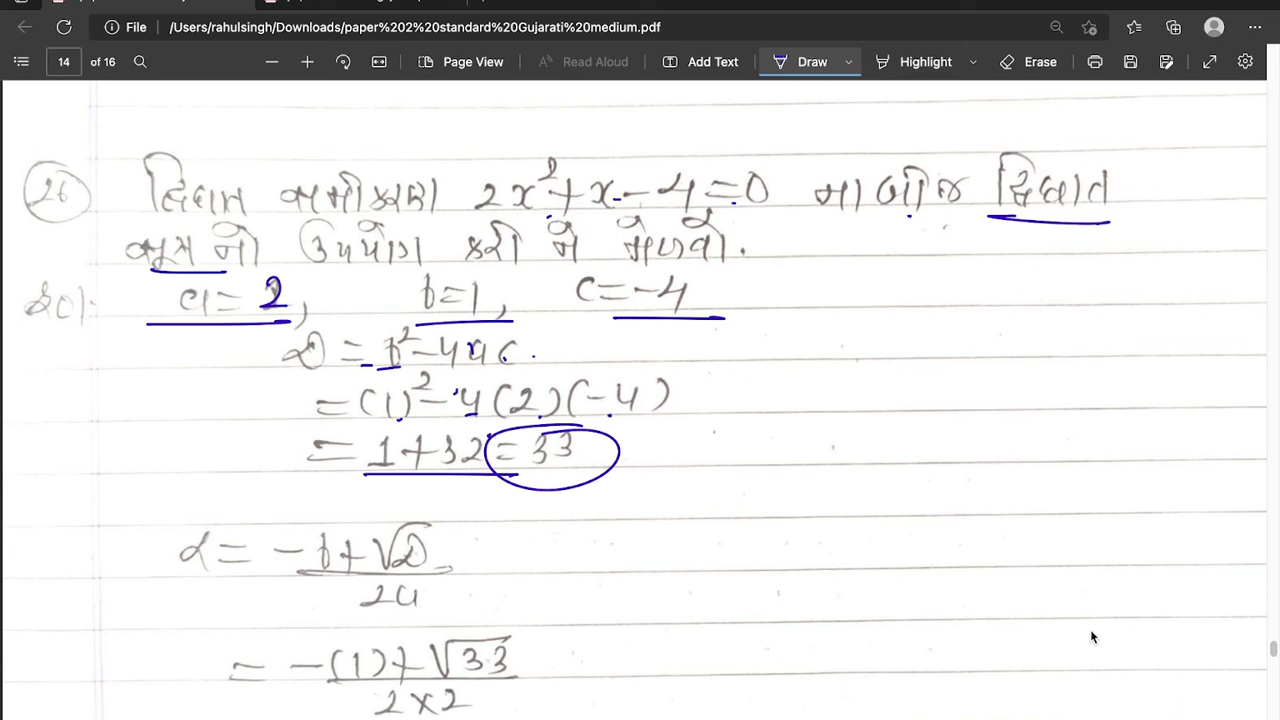 File /Users/rahulsingh/Downloads/paper%202%20standard%20Gujarati%20medium.pdf
14 of 16 Page View Read Aloud Add Text Draw Highlight Erase
26 દ્વિઘાત સમીકરણ 2x²+x-4=0 ના બીજ દ્વિઘાત
સૂત્ર નો ઉપયોગ કરી ને મેળવો.
a=2, b=1, c=-4
D = b²-4ac.
=(1)²-4(2)(-4)
= 1+32=33
α = -b+√D
2a
= -(1)+√33
2×2